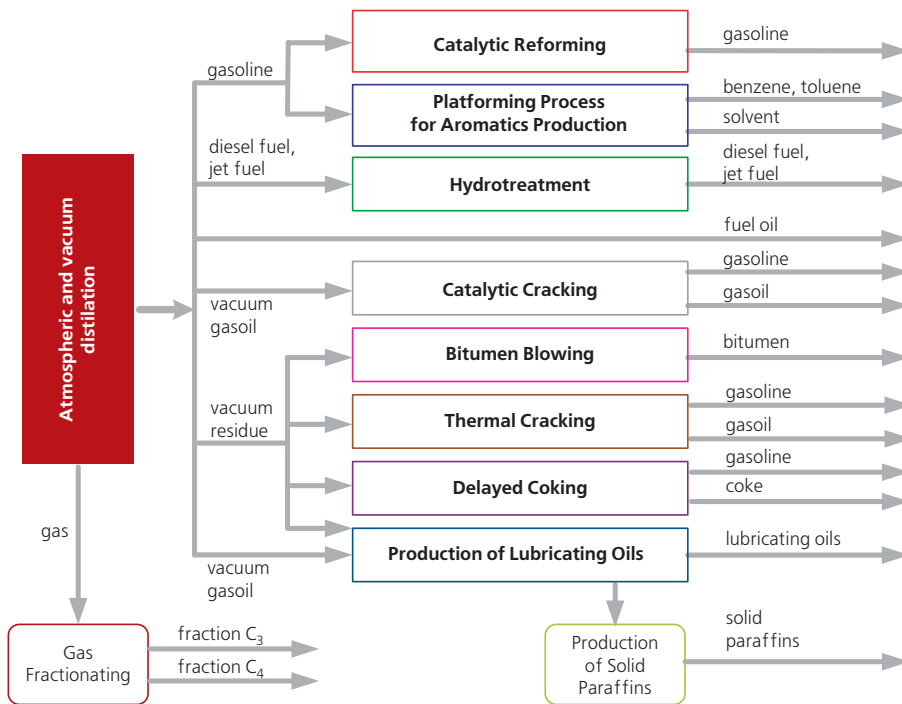 Catalytic Reforming
gasoline
gasoline
Platforming Process
for Aromatics Production
benzene, toluene
solvent
diesel fuel,
jet fuel
Hydrotreatment
diesel fuel,
jet fuel
Atmospheric and vacuum
distilation
fuel oil
Catalytic Cracking
gasoline
gasoil
vacuum
gasoil
Bitumen Blowing
bitumen
vacuum
residue
Thermal Cracking
gasoline
gasoil
Delayed Coking
gasoline
coke
gas
Production of Lubricating Oils
lubricating oils
vacuum
gasoil
Gas
Fractionating
fraction C₃
fraction C₄
Production
of Solid
Paraffins
solid
paraffins